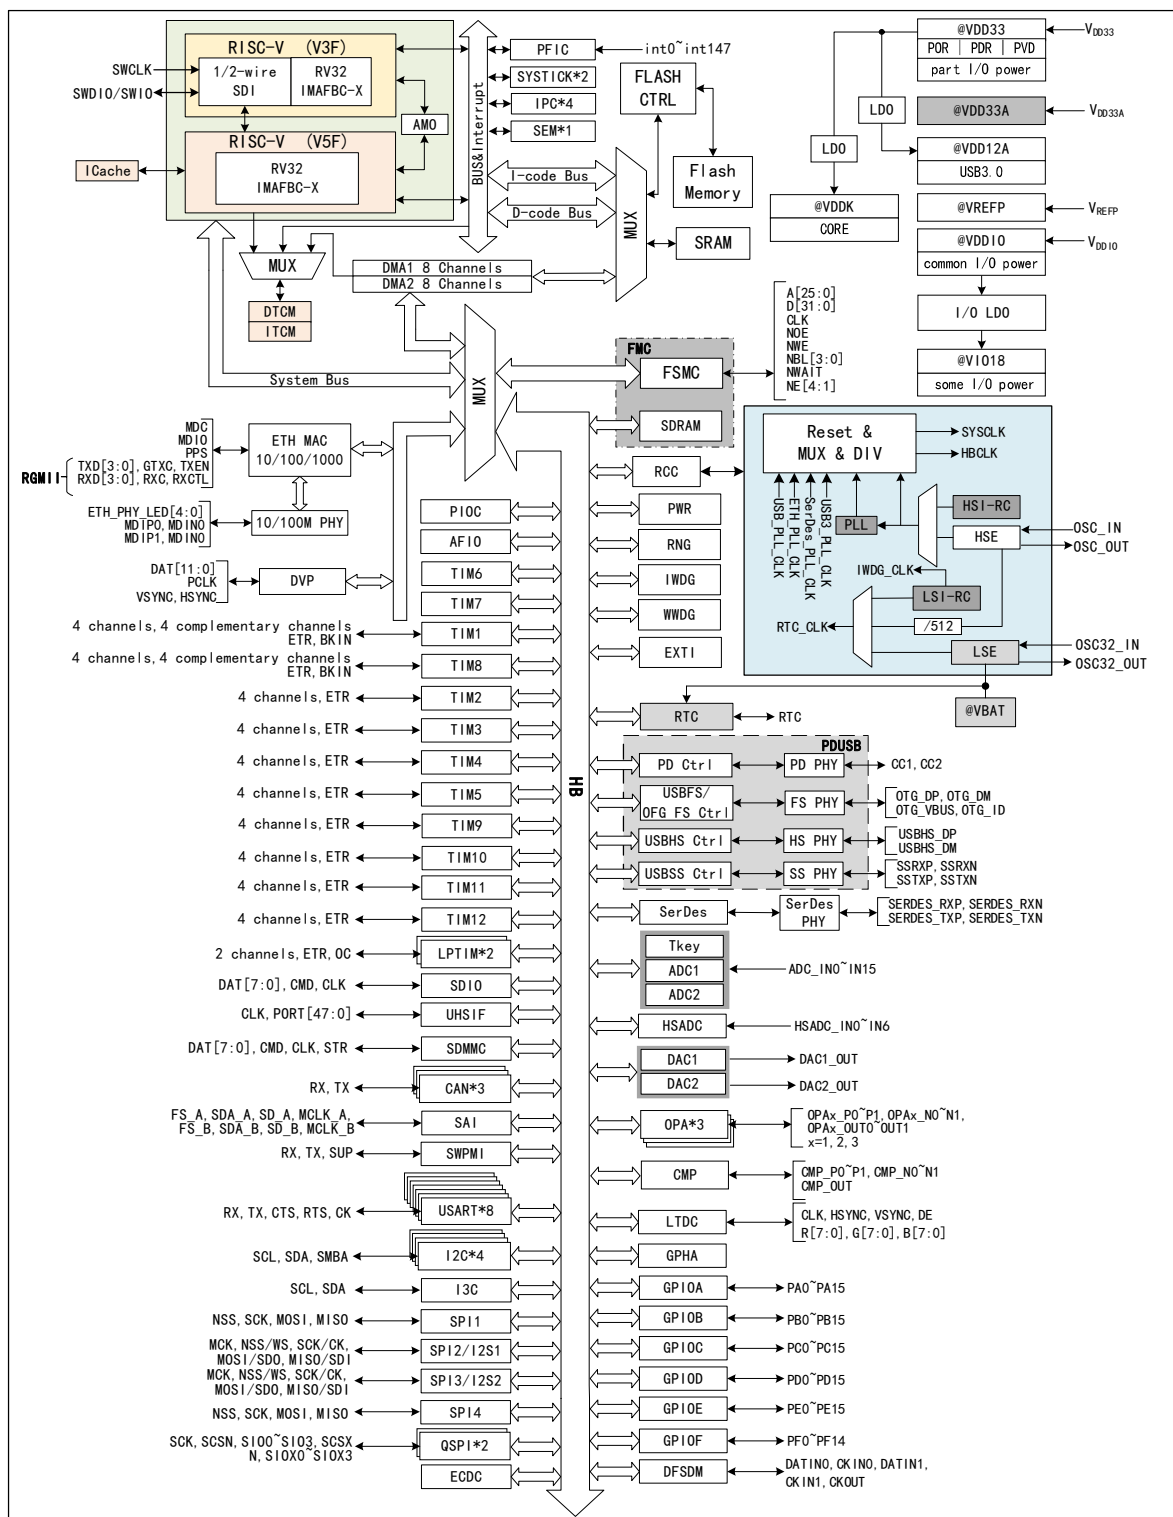 RISC-V (V3F)
1/2-wire
SDI
RV32
IMAFBC-X
SWCLK
SWDIO/SWIO
RISC-V (V5F)
RV32
IMAFBC-X
AMO
ICache
MUX
DTCM
ITCM
BUS&Interrupt
PFIC
int0~int147
SYSTICK*2
IPC*4
SEM*1
FLASH
CTRL
Flash
Memory
I-code Bus
D-code Bus
MUX
SRAM
DMA1 8 Channels
DMA2 8 Channels
System Bus
MUX
@VDD33
POR
PDR
PVD
part I/O power
VDD33
LDO
LDO
@VDD33A
VDD33A
@VDD12A
USB3.0
@VDDK
CORE
@VREFP
VREFP
@VDDIO
common I/O power
VDDIO
I/O LDO
@VIO18
some I/O power
FMC
FSMC
SDRAM
A[25:0]
D[31:0]
CLK
NOE
NWE
NBL[3:0]
NWAIT
NE[4:1]
Reset &
MUX & DIV
SYSCLK
HBCLK
USB_PLL_CLK
ETH_PLL_CLK
SerDes_PLL_CLK
USB3_PLL_CLK
PLL
HSI-RC
HSE
OSC_IN
OSC_OUT
IWDG_CLK
LSI-RC
RTC_CLK
/512
LSE
OSC32_IN
OSC32_OUT
@VBAT
MDC
MDIO
PPS
RGMII
TXD[3:0], GTXC, TXEN
RXD[3:0], RXC, RXCTL
ETH MAC
10/100/1000
ETH_PHY_LED[4:0]
MDIP0, MDIN0
MDIP1, MDIN0
10/100M PHY
DAT[11:0]
PCLK
VSYNC, HSYNC
DVP
HB
PIOC
AFIO
TIM6
TIM7
4 channels, 4 complementary channels
ETR, BKIN
TIM1
4 channels, 4 complementary channels
ETR, BKIN
TIM8
4 channels, ETR
TIM2
4 channels, ETR
TIM3
4 channels, ETR
TIM4
4 channels, ETR
TIM5
4 channels, ETR
TIM9
4 channels, ETR
TIM10
4 channels, ETR
TIM11
4 channels, ETR
TIM12
2 channels, ETR, OC
LPTIM*2
DAT[7:0], CMD, CLK
SDIO
CLK, PORT[47:0]
UHSIF
DAT[7:0], CMD, CLK, STR
SDMMC
RX, TX
CAN*3
FS_A, SDA_A, SD_A, MCLK_A,
FS_B, SDA_B, SD_B, MCLK_B
SAI
RX, TX, SUP
SWPMI
RX, TX, CTS, RTS, CK
USART*8
SCL, SDA, SMBA
I2C*4
SCL, SDA
I3C
NSS, SCK, MOSI, MISO
SPI1
MCK, NSS/WS, SCK/CK,
MOSI/SDO, MISO/SDI
SPI2/I2S1
MCK, NSS/WS, SCK/CK,
MOSI/SDO, MISO/SDI
SPI3/I2S2
NSS, SCK, MOSI, MISO
SPI4
SCK, SCSN, SIO0~SIO3, SCSX
N, SIOX0~SIOX3
QSPI*2
ECDC
RCC
PWR
RNG
IWDG
WWDG
EXTI
RTC
RTC
PDUSB
PD Ctrl
PD PHY
CC1, CC2
USBFS/
OFG FS Ctrl
FS PHY
OTG_DP, OTG_DM
OTG_VBUS, OTG_ID
USBHS Ctrl
HS PHY
USBHS_DP
USBHS_DM
USBSS Ctrl
SS PHY
SSRXP, SSRXN
SSTXP, SSTXN
SerDes
SerDes
PHY
SERDES_RXP, SERDES_RXN
SERDES_TXP, SERDES_TXN
Tkey
ADC1
ADC2
ADC_IN0~IN15
HSADC
HSADC_IN0~IN6
DAC1
DAC1_OUT
DAC2
DAC2_OUT
OPA*3
OPAx_P0~P1, OPAx_N0~N1,
OPAx_OUT0~OUT1
x=1, 2, 3
CMP
CMP_P0~P1, CMP_N0~N1
CMP_OUT
LTDC
CLK, HSYNC, VSYNC, DE
R[7:0], G[7:0], B[7:0]
GPHA
GPIOA
PA0~PA15
GPIOB
PB0~PB15
GPIOC
PC0~PC15
GPIOD
PD0~PD15
GPIOE
PE0~PE15
GPIOF
PF0~PF14
DFSDM
DATIN0, CKIN0, DATIN1,
CKIN1, CKOUT